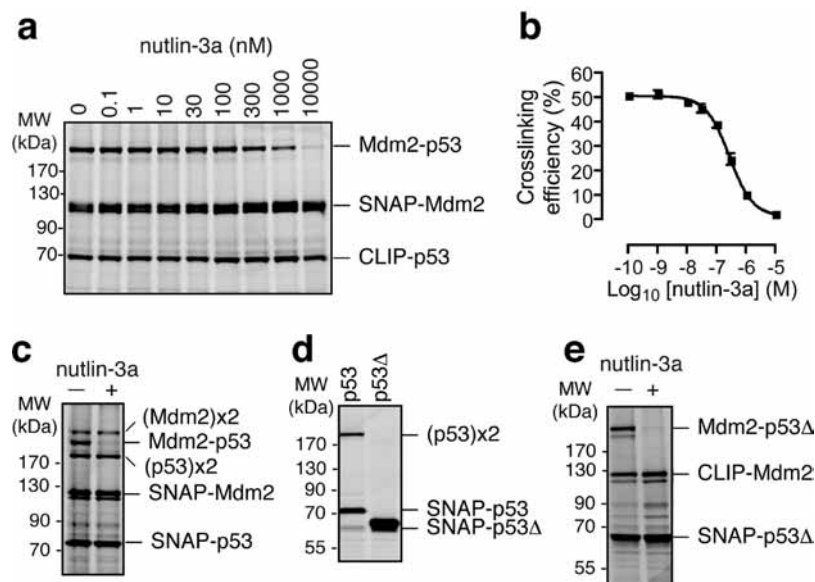 a
nutlin-3a (nM)
0 0.1 1 10 30 100 300 1000 10000
MW
(kDa)
170-
130-
90-
70-
Mdm2-p53
SNAP-Mdm2
CLIP-p53
b
Crosslinking
efficiency (%)
60
50
40
30
20
10
0
-10 -9 -8 -7 -6 -5
Log10 [nutlin-3a] (M)
c
nutlin-3a
— +
MW
(kDa)
170-
130-
90-
70-
(Mdm2)x2
Mdm2-p53
(p53)x2
SNAP-Mdm2
SNAP-p53
d
p53 p53Δ
MW
(kDa)
170-
130-
90-
70-
55-
(p53)x2
SNAP-p53
SNAP-p53Δ
e
nutlin-3a
— +
MW
(kDa)
170-
130-
90-
70-
55-
Mdm2-p53Δ
CLIP-Mdm2
SNAP-p53Δ